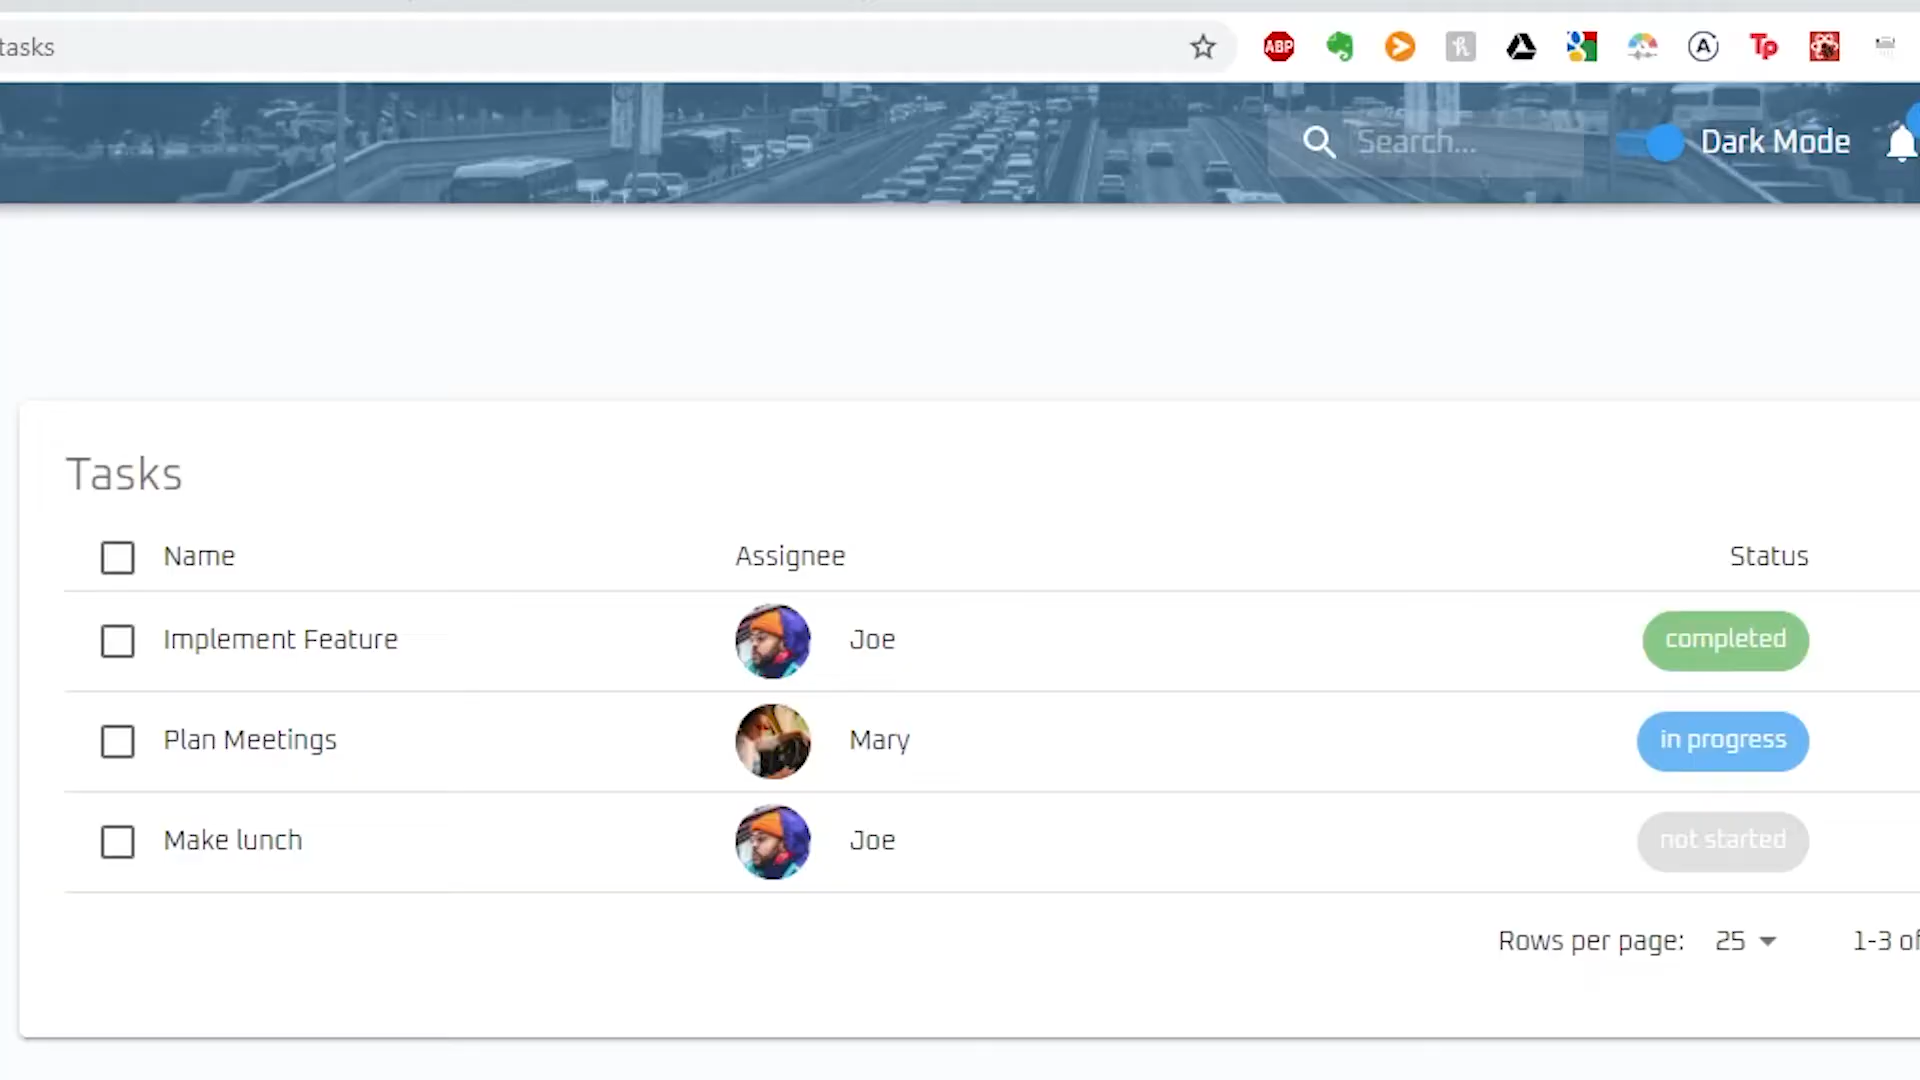 tasks
ABP
A
Tp
Search...
Dark Mode
Tasks
Name Assignee Status
Implement Feature Joe completed
Plan Meetings Mary in progress
Make lunch Joe not started
Rows per page: 25 1-3 of